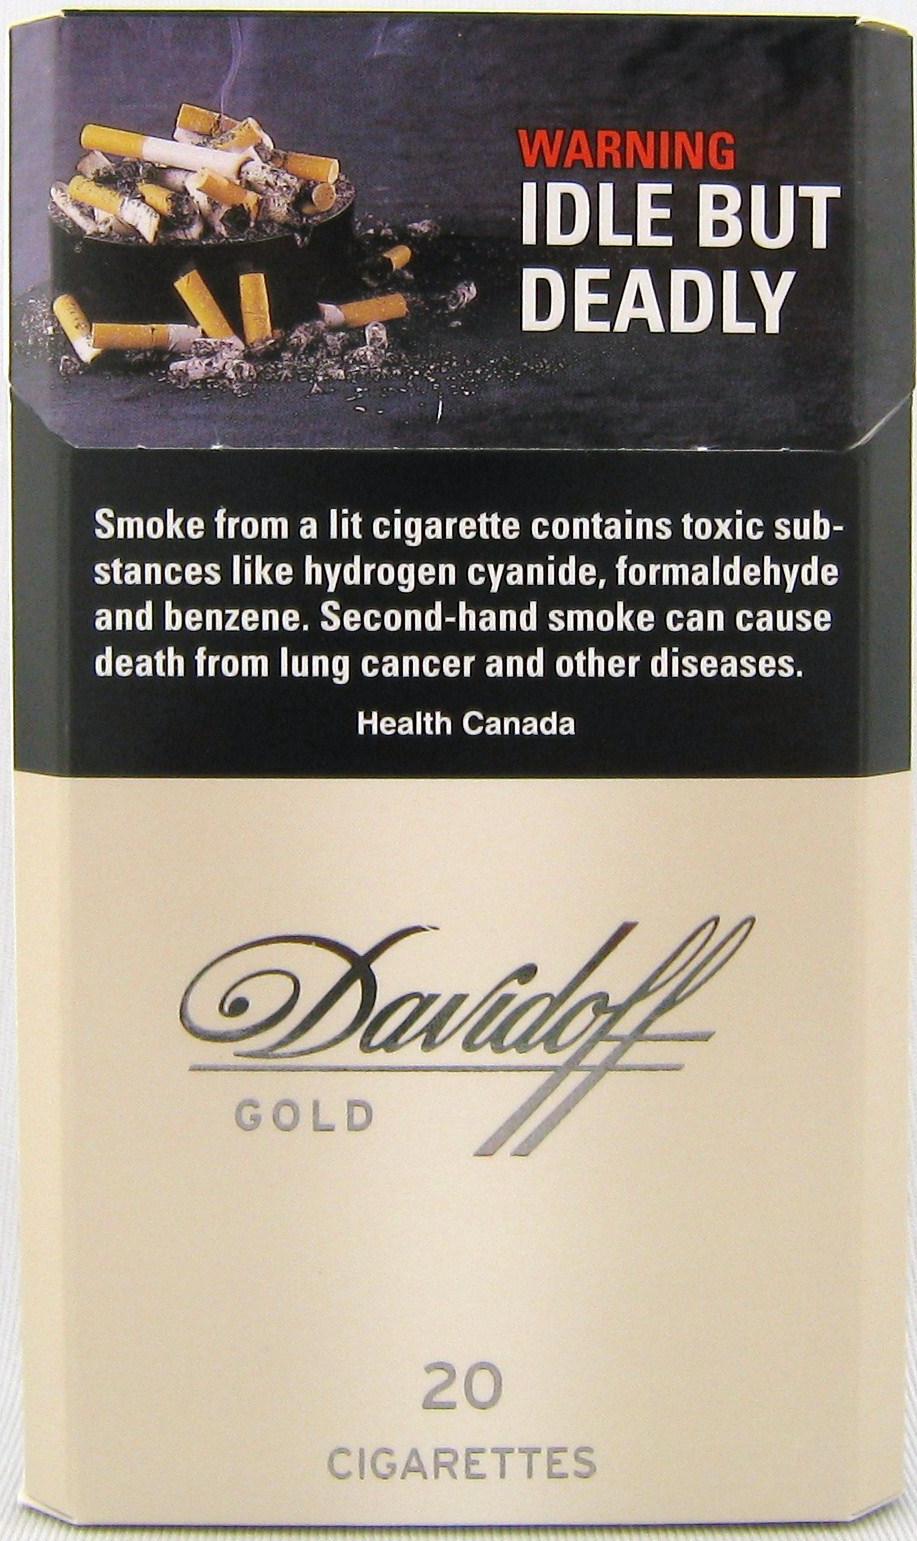 WARNING
IDLE BUT
DEADLY
Smoke from a lit cigarette contains toxic sub-
stances like hydrogen cyanide, formaldehyde
and benzene. Second-hand smoke can cause
death from lung cancer and other diseases.
Health Canada
Davidoff
GOLD
20
CIGARETTES